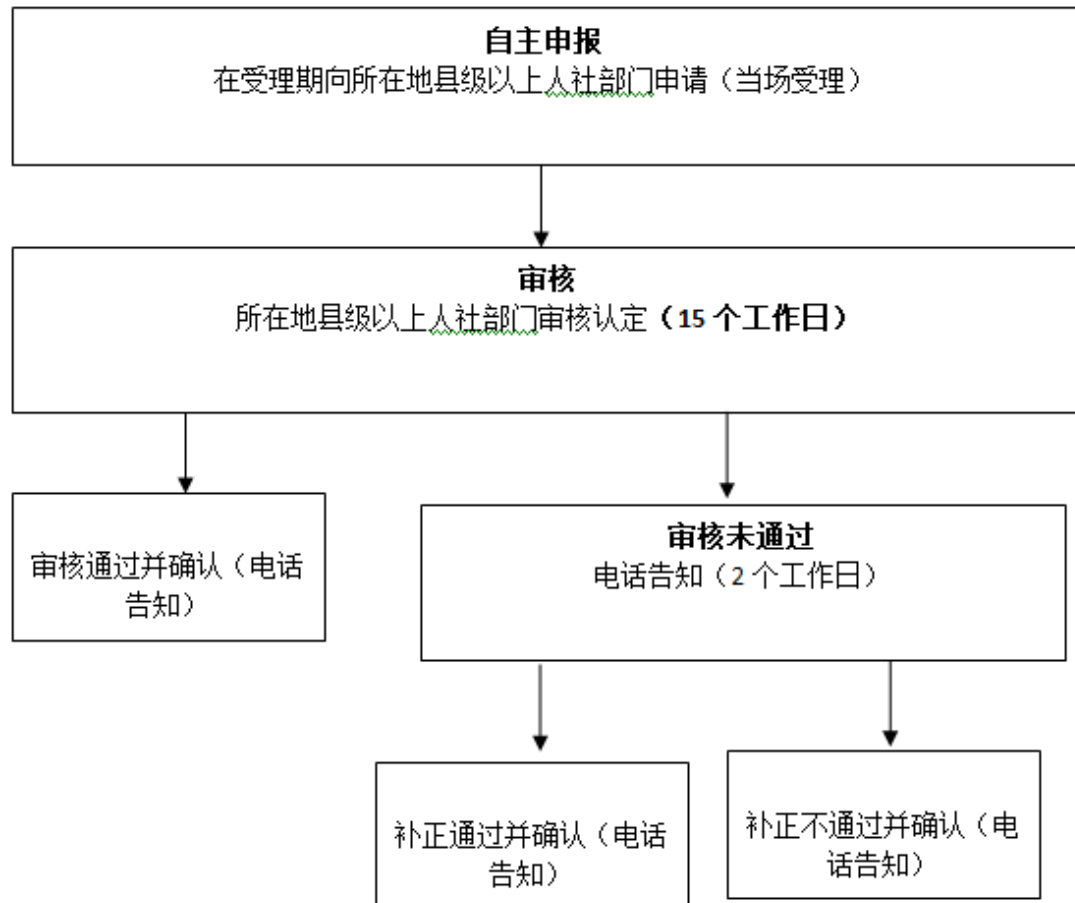 自主申报
在受理期向所在地县级以上人社部门申请（当场受理）
审核
所在地县级以上人社部门审核认定（15 个工作日）
审核通过并确认（电话
告知）
审核未通过
电话告知（2 个工作日）
补正通过并确认（电话
告知）
补正不通过并确认（电
话告知）